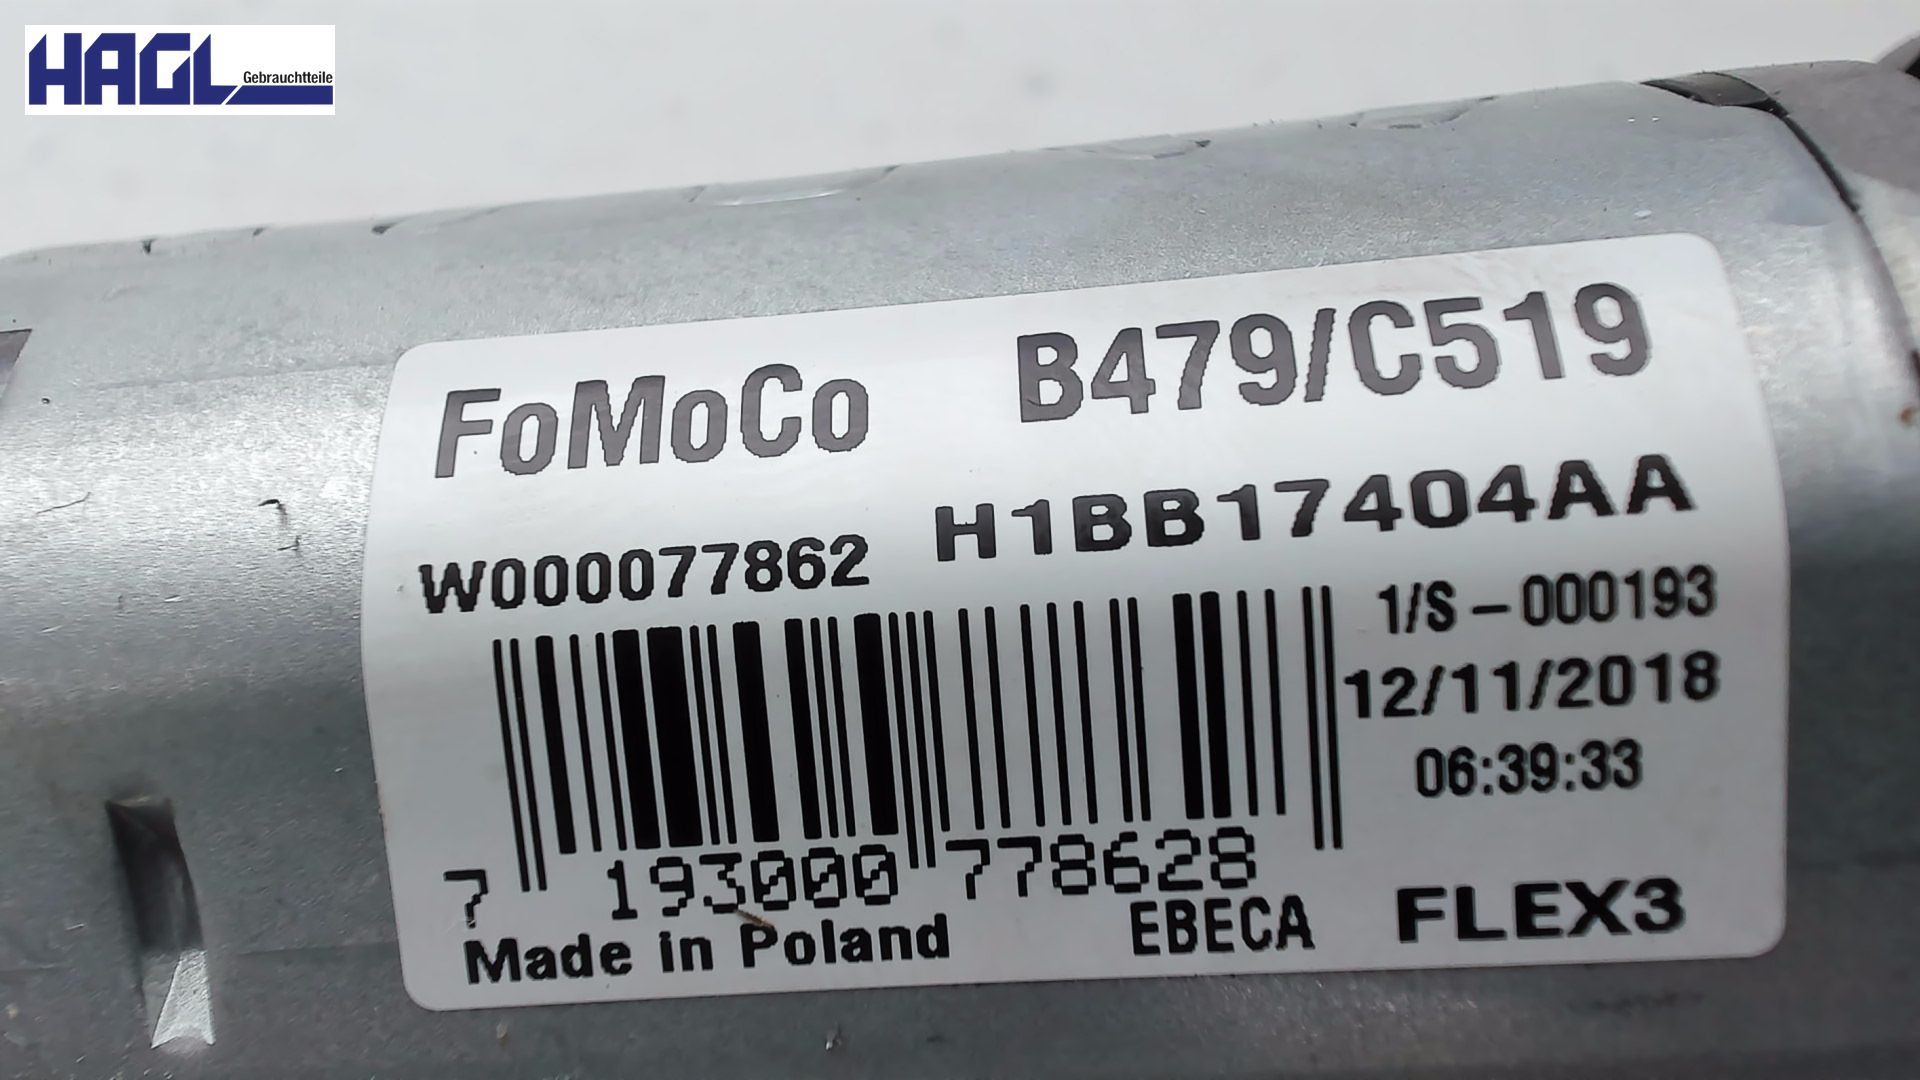 HAGL
Gebrauchtteile
FoMoCo B479/C519
W000077862 H1BB17404AA
1/S-000193
12/11/2018
06:39:33
7 193000 778628
Made in Poland EBECA FLEX3